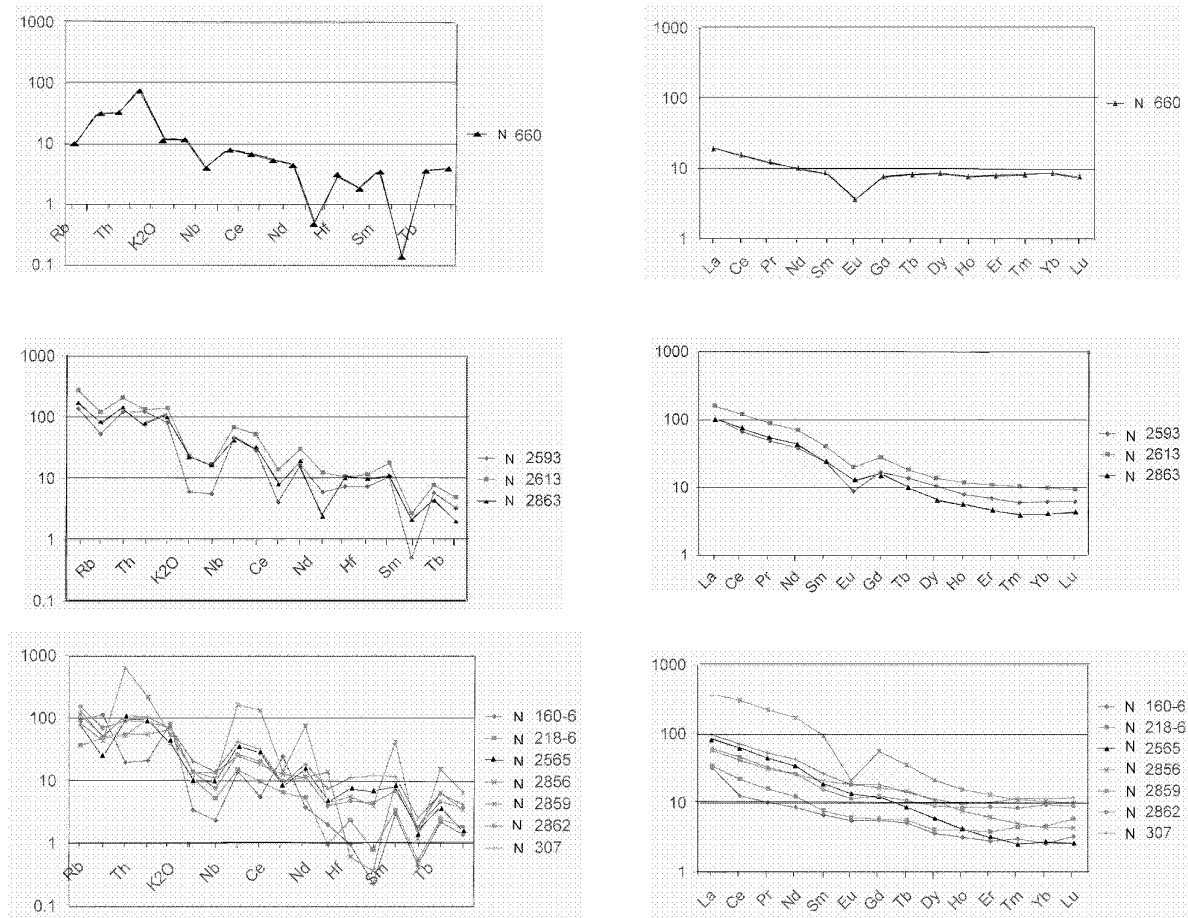 1000
100
10
1
0.1
Rb Th K2O Nb Ce Nd Hf Sm Tb
N 660
1000
100
10
1
La Ce Pr Nd Sm Eu Gd Tb Dy Ho Er Tm Yb Lu
N 660
1000
100
10
1
0.1
Rb Th K2O Nb Ce Nd Hf Sm Tb
N 2593
N 2613
N 2863
1000
100
10
1
La Ce Pr Nd Sm Eu Gd Tb Dy Ho Er Tm Yb Lu
N 2593
N 2613
N 2863
1000
100
10
1
0.1
Rb Th K2O Nb Ce Nd Hf Sm Tb
N 160-6
N 218-6
N 2565
N 2856
N 2859
N 2862
N 307
1000
100
10
1
La Ce Pr Nd Sm Eu Gd Tb Dy Ho Er Tm Yb Lu
N 160-6
N 218-6
N 2565
N 2856
N 2859
N 2862
N 307